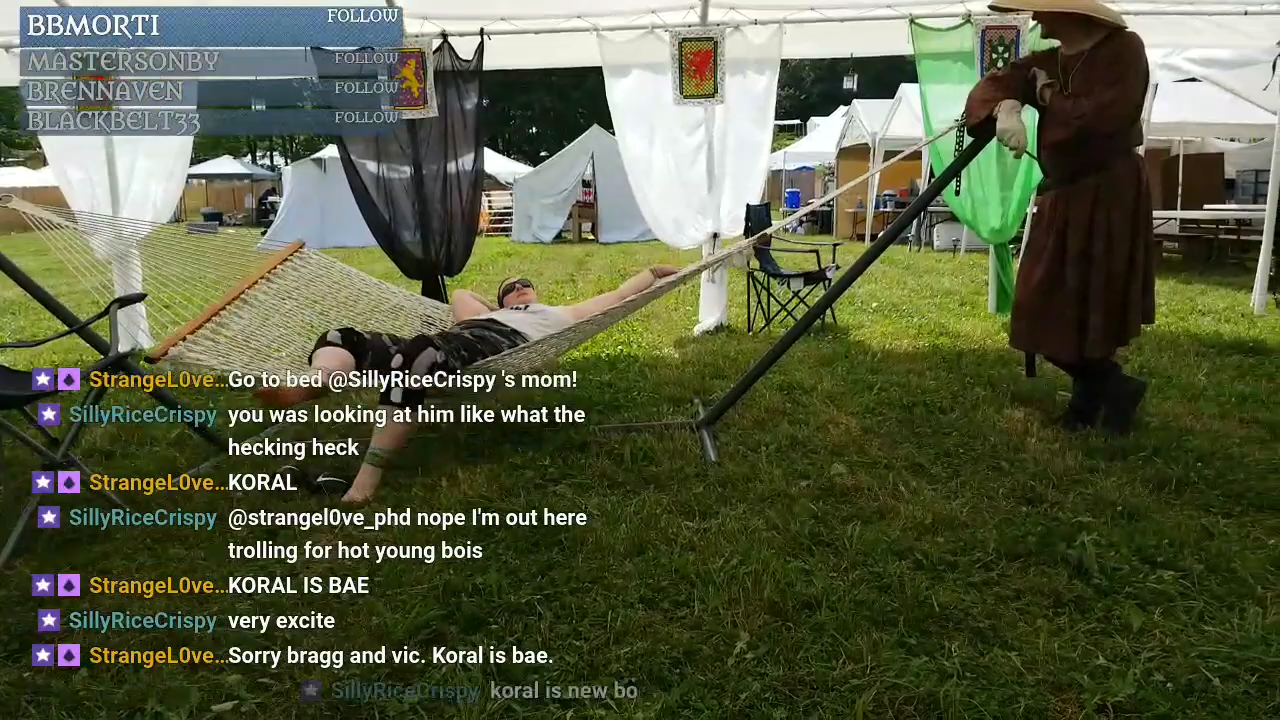 BBMORTI FOLLOW
MASTERSONBY FOLLOW
BRENNAVEN FOLLOW
BLACKBELT33 FOLLOW
StrangeL0ve… Go to bed @SillyRiceCrispy 's mom!
SillyRiceCrispy you was looking at him like what the
hecking heck
StrangeL0ve… KORAL
SillyRiceCrispy @strangel0ve_phd nope I'm out here
trolling for hot young bois
StrangeL0ve… KORAL IS BAE
SillyRiceCrispy very excite
StrangeL0ve… Sorry bragg and vic. Koral is bae.
SillyRiceCrispy koral is new bo